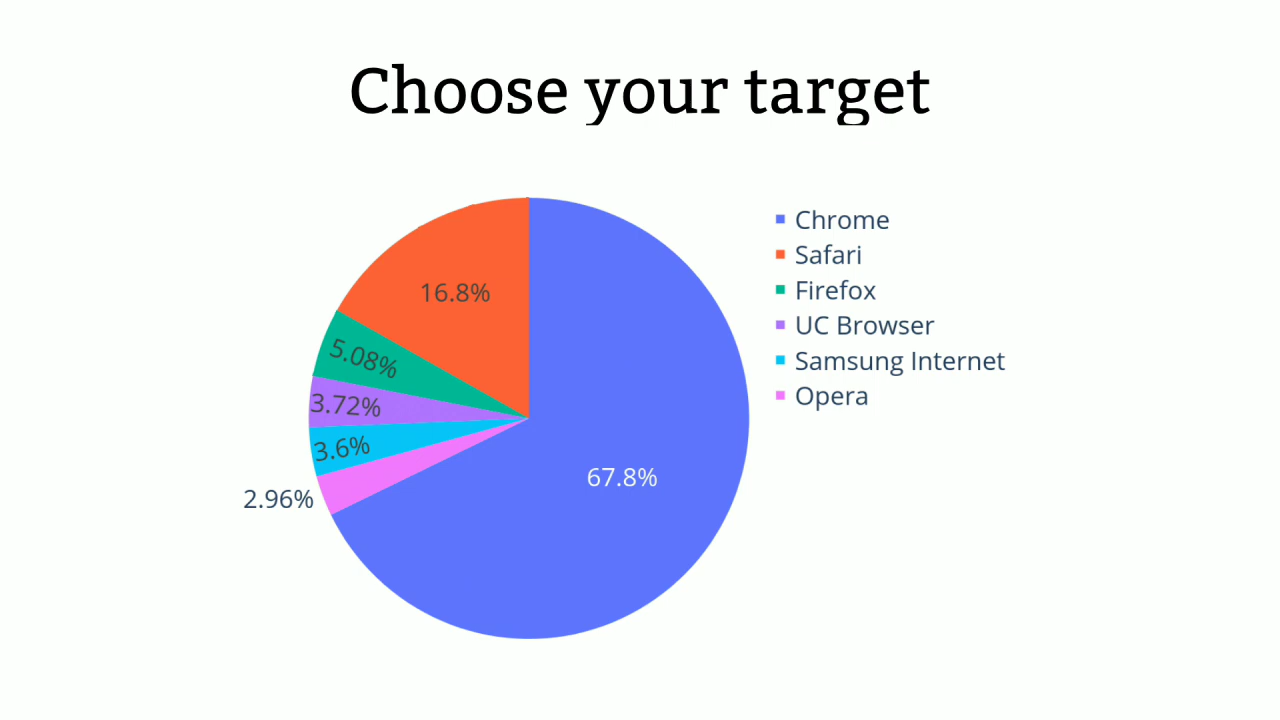 Choose your target
Chrome
Safari
Firefox
UC Browser
Samsung Internet
Opera
16.8%
5.08%
3.72%
3.6%
2.96%
67.8%